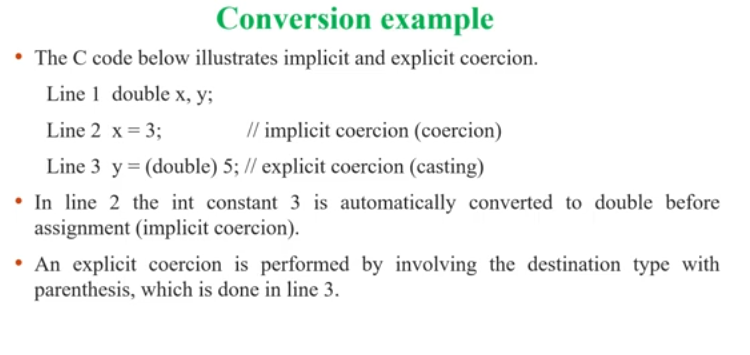 Conversion example
• The C code below illustrates implicit and explicit coercion.
Line 1 double x, y;
Line 2 x = 3; // implicit coercion (coercion)
Line 3 y = (double) 5; // explicit coercion (casting)
• In line 2 the int constant 3 is automatically converted to double before
assignment (implicit coercion).
• An explicit coercion is performed by involving the destination type with
parenthesis, which is done in line 3.